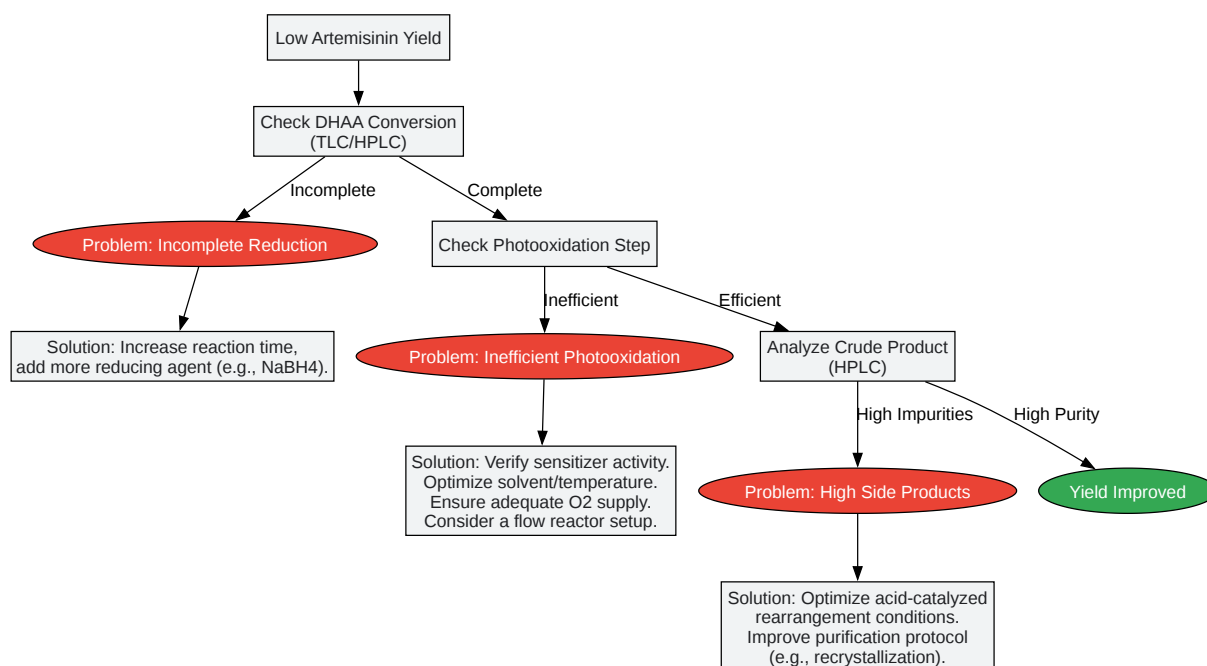 Low Artemisinin Yield
Check DHAA Conversion
(TLC/HPLC)
Incomplete
Complete
Problem: Incomplete Reduction
Check Photooxidation Step
Inefficient
Efficient
Solution: Increase reaction time,
add more reducing agent (e.g., NaBH4).
Problem: Inefficient Photooxidation
Analyze Crude Product
(HPLC)
High Impurities
High Purity
Solution: Verify sensitizer activity.
Optimize solvent/temperature.
Ensure adequate O2 supply.
Consider a flow reactor setup.
Problem: High Side Products
Yield Improved
Solution: Optimize acid-catalyzed
rearrangement conditions.
Improve purification protocol
(e.g., recrystallization).